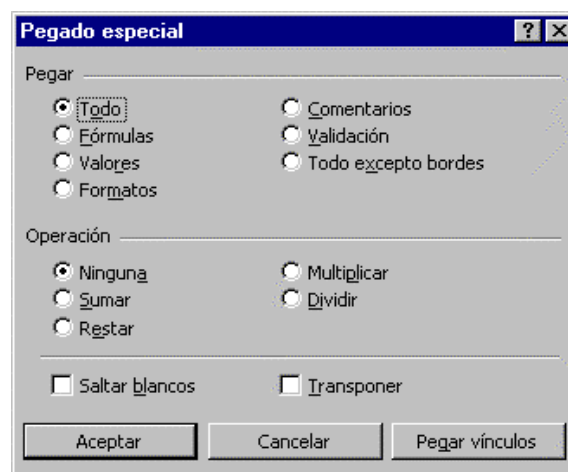 Pegado especial
Pegar
Todo
Fórmulas
Valores
Formatos
Comentarios
Validación
Todo excepto bordes
Operación
Ninguna
Sumar
Restar
Multiplicar
Dividir
Saltar blancos
Transponer
Aceptar
Cancelar
Pegar vínculos